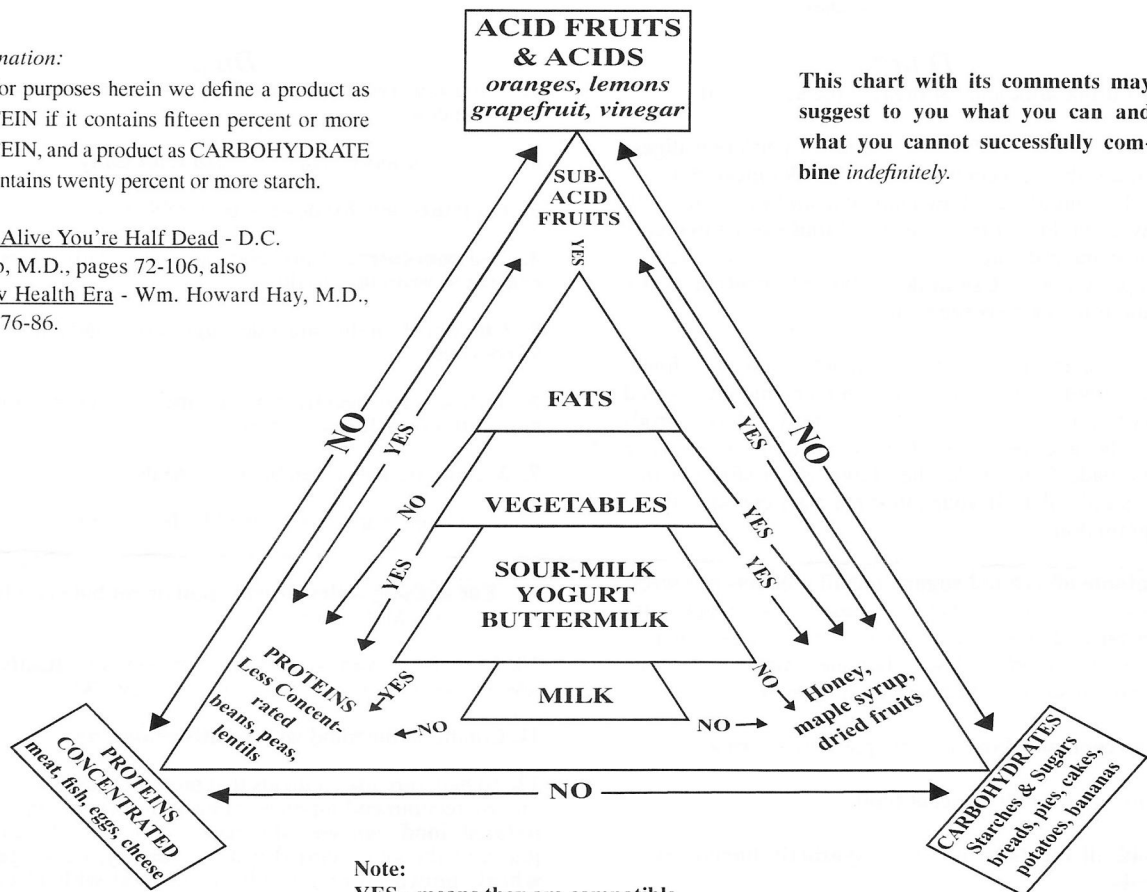 ACID FRUITS
& ACIDS
oranges, lemons
grapefruit, vinegar
nation:
or purposes herein we define a product as
TEIN if it contains fifteen percent or more
TEIN, and a product as CARBOHYDRATE
ntains twenty percent or more starch.
Alive You're Half Dead - D.C.
, M.D., pages 72-106, also
Health Era - Wm. Howard Hay, M.D.,
76-86.
This chart with its comments may
suggest to you what you can and
what you cannot successfully com-
bine indefinitely.
SUB-
ACID
FRUITS
YES
NO
YES
NO
YES
YES
NO
YES
YES
YES
NO
FATS
VEGETABLES
SOUR-MILK
YOGURT
BUTTERMILK
MILK
NO
NO
PROTEINS
Less Concent-
rated
beans, peas,
lentils
Honey,
maple syrup,
dried fruits
PROTEINS
CONCENTRATED
meat, fish, eggs, cheese
NO
CARBOHYDRATES
Starches & Sugars
breads, pies, cakes,
potatoes, bananas
Note: